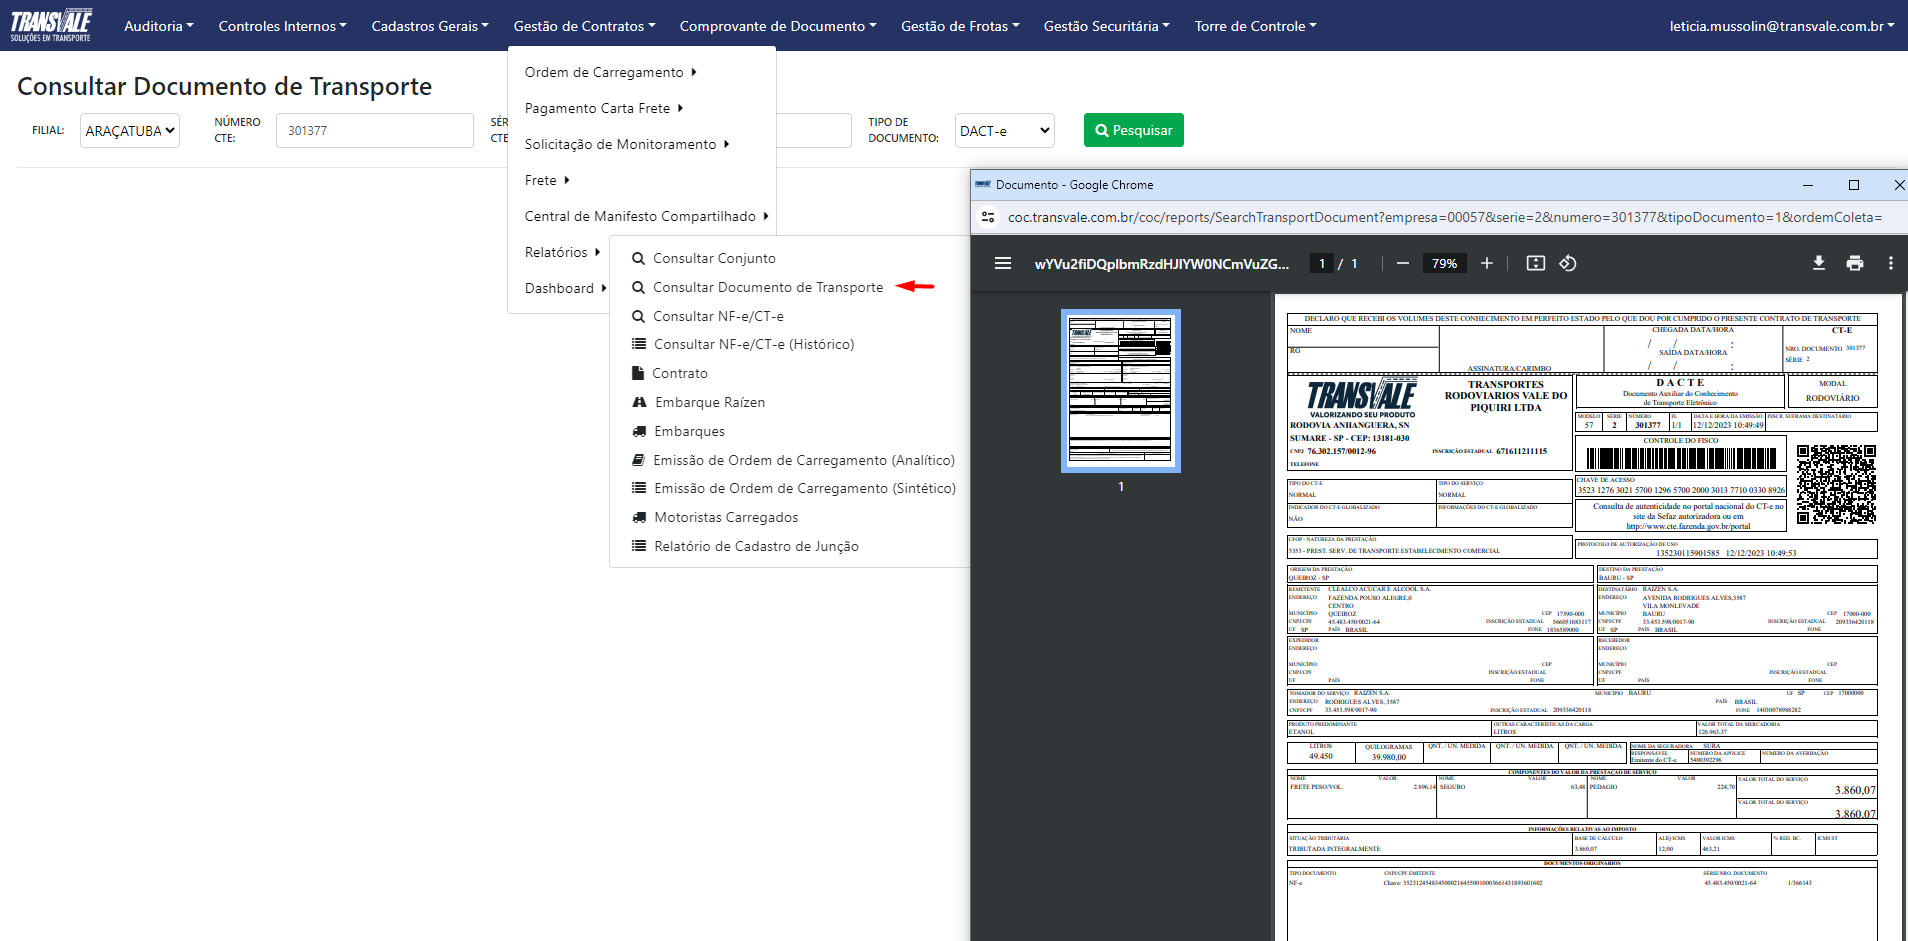 TRANSVALE
SOLUÇÕES EM TRANSPORTE
Auditoria
Controles Internos
Cadastros Gerais
Gestão de Contratos
Comprovante de Documento
Gestão de Frotas
Gestão Securitária
Torre de Controle
leticia.mussolin@transvale.com.br
Consultar Documento de Transporte
FILIAL:
ARAÇATUBA
NÚMERO
CTE:
301377
SÉR
CTE
TIPO DE
DOCUMENTO:
DACT-e
Pesquisar
Ordem de Carregamento
Pagamento Carta Frete
Solicitação de Monitoramento
Frete
Central de Manifesto Compartilhado
Relatórios
Dashboard
Consultar Conjunto
Consultar Documento de Transporte
Consultar NF-e/CT-e
Consultar NF-e/CT-e (Histórico)
Contrato
Embarque Raízen
Embarques
Emissão de Ordem de Carregamento (Analítico)
Emissão de Ordem de Carregamento (Sintético)
Motoristas Carregados
Relatório de Cadastro de Junção
Documento - Google Chrome
coc.transvale.com.br/coc/reports/SearchTransportDocument?empresa=00057&serie=2&numero=301377&tipoDocumento=1&ordemColeta=
wYVu2fiDQplbmRzdHJlYW0NCmVuZG...
1 / 1
79%
1
DECLARO QUE RECEBI OS VOLUMES DESTE CONHECIMENTO EM PERFEITO ESTADO PELO QUE DOU POR CUMPRIDO O PRESENTE CONTRATO DE TRANSPORTE
NOME
RG
ASSINATURA/CARIMBO
CHEGADA DATA/HORA
/ / :
SAÍDA DATA/HORA
/ / :
CT-E
NRO. DOCUMENTO 301377
SÉRIE 2
TRANSVALE
VALORIZANDO SEU PRODUTO
TRANSPORTES
RODOVIARIOS VALE DO
PIQUIRI LTDA
RODOVIA ANHANGUERA, SN
SUMARE - SP - CEP: 13181-030
CNPJ 76.302.157/0012-96 INSCRIÇÃO ESTADUAL 671611211115
TELEFONE
D A C T E
Documento Auxiliar do Conhecimento
de Transporte Eletrônico
MODAL
RODOVIÁRIO
MODELO SÉRIE NÚMERO FL DATA E HORA DA EMISSÃO INSCR. SUFRAMA DESTINATÁRIO
57 2 301377 1/1 12/12/2023 10:49:49
CONTROLE DO FISCO
CHAVE DE ACESSO
3523 1276 3021 5700 1296 5700 2000 3013 7710 0330 8926
Consulta de autenticidade no portal nacional do CT-e no
site da Sefaz autorizadora ou em
http://www.cte.fazenda.gov.br/portal
TIPO DO CT-E TIPO DO SERVIÇO
NORMAL NORMAL
INDICADOR DO CT-E GLOBALIZADO INFORMAÇÕES DO CT-E GLOBALIZADO
NÃO
CFOP - NATUREZA DA PRESTAÇÃO
5353 - PREST. SERV. DE TRANSPORTE ESTABELECIMENTO COMERCIAL
PROTOCOLO DE AUTORIZAÇÃO DE USO
135230115901585 12/12/2023 10:49:53
ORIGEM DA PRESTAÇÃO
QUEIROZ - SP
DESTINO DA PRESTAÇÃO
BAURU - SP
REMETENTE CLEALCO ACUCAR E ALCOOL S.A.
ENDEREÇO FAZENDA POUSO ALEGRE,0
CENTRO
MUNICÍPIO QUEIROZ CEP 17590-000
CNPJ/CPF 45.483.450/0021-64 INSCRIÇÃO ESTADUAL 566051683117
UF SP PAÍS BRASIL FONE 1836589000
DESTINATÁRIO RAIZEN S.A.
ENDEREÇO AVENIDA RODRIGUES ALVES,3587
VILA MONLEVADE
MUNICÍPIO BAURU CEP 17000-000
CNPJ/CPF 33.453.598/0017-90 INSCRIÇÃO ESTADUAL 209336420118
UF SP PAÍS BRASIL FONE
EXPEDIDOR
ENDEREÇO
MUNICÍPIO CEP
CNPJ/CPF INSCRIÇÃO ESTADUAL
UF PAÍS FONE
RECEBEDOR
ENDEREÇO
MUNICÍPIO CEP
CNPJ/CPF INSCRIÇÃO ESTADUAL
UF PAÍS FONE
TOMADOR DO SERVIÇO RAIZEN S.A. MUNICÍPIO BAURU UF SP CEP 17000000
ENDEREÇO RODRIGUES ALVES, 3587 PAÍS BRASIL
CNPJ/CPF 33.453.598/0017-90 INSCRIÇÃO ESTADUAL 209336420118 FONE 14030078988282
PRODUTO PREDOMINANTE OUTRAS CARACTERÍSTICAS DA CARGA VALOR TOTAL DA MERCADORIA
ETANOL LITROS 126.963,37
LITROS QUILOGRAMAS QNT. / UN. MEDIDA QNT. / UN. MEDIDA QNT. / UN. MEDIDA
49.450 39.980,00
NOME DA SEGURADORA SURA
RESPONSÁVEL NÚMERO DA APÓLICE NÚMERO DA AVERBAÇÃO
Emitente do CT-e 5400392296
COMPONENTES DO VALOR DA PRESTAÇÃO DE SERVIÇO
NOME VALOR NOME VALOR NOME VALOR VALOR TOTAL DO SERVIÇO
FRETE PESO/VOL. 2.896,14 SEGURO 63,48 PEDAGIO 224,70 3.860,07
VALOR TOTAL DO SERVIÇO
3.860,07
INFORMAÇÕES RELATIVAS AO IMPOSTO
SITUAÇÃO TRIBUTÁRIA BASE DE CÁLCULO ALÍQ ICMS VALOR ICMS % RED. BC. ICMS ST
TRIBUTADA INTEGRALMENTE 3.860,07 12,00 463,21
DOCUMENTOS ORIGINÁRIOS
TIPO DOCUMENTO CNPJ/CPF EMITENTE SÉRIE/NRO. DOCUMENTO
NF-e Chave: 35231245483450002164550010003661431893601602 45.483.450/0021-64 1/366143